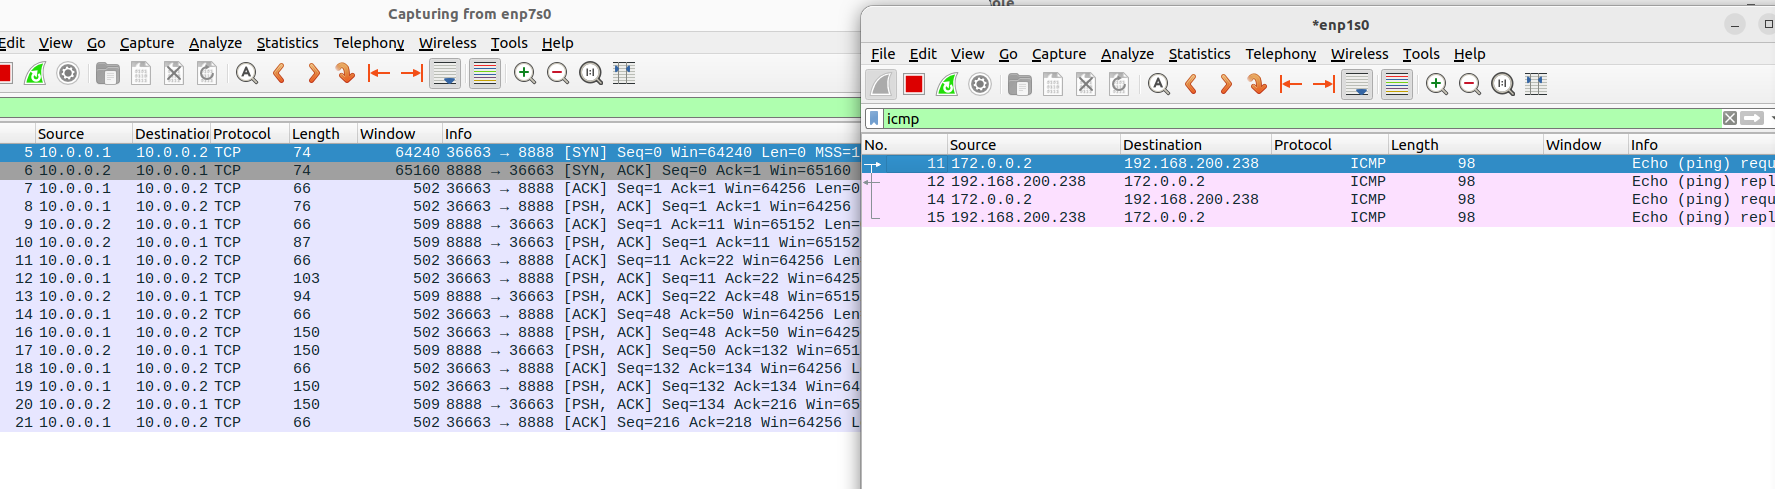 Capturing from enp7s0
Edit View Go Capture Analyze Statistics Telephony Wireless Tools Help
Source Destination Protocol Length Window Info
5 10.0.0.1 10.0.0.2 TCP 74 64240 36663 → 8888 [SYN] Seq=0 Win=64240 Len=0 MSS=1
6 10.0.0.2 10.0.0.1 TCP 74 65160 8888 → 36663 [SYN, ACK] Seq=0 Ack=1 Win=65160
7 10.0.0.1 10.0.0.2 TCP 66 502 36663 → 8888 [ACK] Seq=1 Ack=1 Win=64256 Len=0
8 10.0.0.1 10.0.0.2 TCP 76 502 36663 → 8888 [PSH, ACK] Seq=1 Ack=1 Win=64256
9 10.0.0.2 10.0.0.1 TCP 66 509 8888 → 36663 [ACK] Seq=1 Ack=11 Win=65152 Len=
10 10.0.0.2 10.0.0.1 TCP 87 509 8888 → 36663 [PSH, ACK] Seq=1 Ack=11 Win=65152
11 10.0.0.1 10.0.0.2 TCP 66 502 36663 → 8888 [ACK] Seq=11 Ack=22 Win=64256 Len
12 10.0.0.1 10.0.0.2 TCP 103 502 36663 → 8888 [PSH, ACK] Seq=11 Ack=22 Win=6425
13 10.0.0.2 10.0.0.1 TCP 94 509 8888 → 36663 [PSH, ACK] Seq=22 Ack=48 Win=6515
14 10.0.0.1 10.0.0.2 TCP 66 502 36663 → 8888 [ACK] Seq=48 Ack=50 Win=64256 Len
16 10.0.0.1 10.0.0.2 TCP 150 502 36663 → 8888 [PSH, ACK] Seq=48 Ack=50 Win=6425
17 10.0.0.2 10.0.0.1 TCP 150 509 8888 → 36663 [PSH, ACK] Seq=50 Ack=132 Win=651
18 10.0.0.1 10.0.0.2 TCP 66 502 36663 → 8888 [ACK] Seq=132 Ack=134 Win=64256 L
19 10.0.0.1 10.0.0.2 TCP 150 502 36663 → 8888 [PSH, ACK] Seq=132 Ack=134 Win=64
20 10.0.0.2 10.0.0.1 TCP 150 509 8888 → 36663 [PSH, ACK] Seq=134 Ack=216 Win=65
21 10.0.0.1 10.0.0.2 TCP 66 502 36663 → 8888 [ACK] Seq=216 Ack=218 Win=64256 L
*enp1s0
File Edit View Go Capture Analyze Statistics Telephony Wireless Tools Help
icmp
No. Source Destination Protocol Length Window Info
11 172.0.0.2 192.168.200.238 ICMP 98 Echo (ping) requ
12 192.168.200.238 172.0.0.2 ICMP 98 Echo (ping) repl
14 172.0.0.2 192.168.200.238 ICMP 98 Echo (ping) requ
15 192.168.200.238 172.0.0.2 ICMP 98 Echo (ping) repl